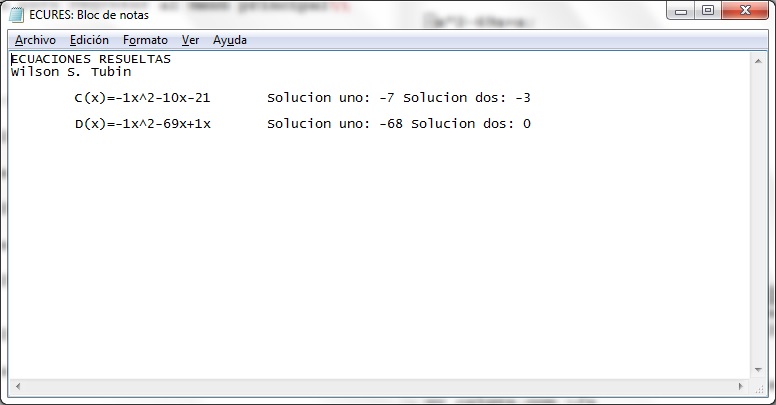 ECURES: Bloc de notas
Archivo Edición Formato Ver Ayuda
ECUACIONES RESUELTAS
Wilson S. Tubin
C(x)=-1x^2-10x-21 Solucion uno: -7 Solucion dos: -3
D(x)=-1x^2-69x+1x Solucion uno: -68 Solucion dos: 0